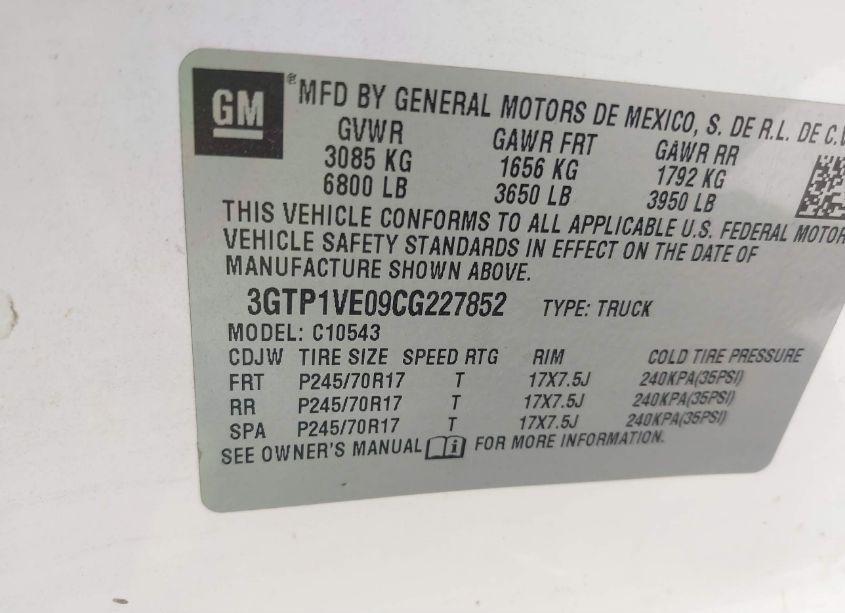 GM ® MFD BY GENERAL MOTORS DE MEXICO, S. DE R.L. DE C.V
GVWR GAWR FRT GAWR RR
3085 KG 1656 KG 1792 KG
6800 LB 3650 LB 3950 LB
THIS VEHICLE CONFORMS TO ALL APPLICABLE U.S. FEDERAL MOTOR
VEHICLE SAFETY STANDARDS IN EFFECT ON THE DATE OF
MANUFACTURE SHOWN ABOVE.
3GTP1VE09CG227852 TYPE: TRUCK
MODEL: C10543
CDJW TIRE SIZE SPEED RTG RIM COLD TIRE PRESSURE
FRT P245/70R17 T 17X7.5J 240KPA(35PSI)
RR P245/70R17 T 17X7.5J 240KPA(35PSI)
SPA P245/70R17 T 17X7.5J 240KPA(35PSI)
SEE OWNER'S MANUAL i FOR MORE INFORMATION.